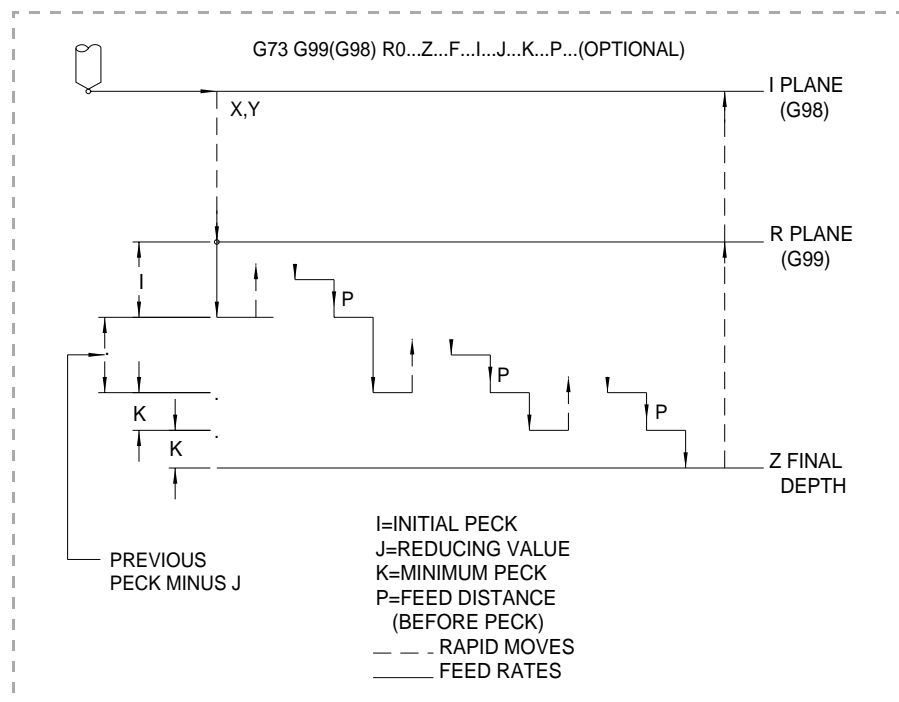 G73 G99(G98) R0...Z...F...I...J...K...P...(OPTIONAL)
I PLANE
(G98)
X,Y
R PLANE
(G99)
I
P
P
K
P
K
Z FINAL
DEPTH
I=INITIAL PECK
J=REDUCING VALUE
K=MINIMUM PECK
P=FEED DISTANCE
(BEFORE PECK)
RAPID MOVES
FEED RATES
PREVIOUS
PECK MINUS J